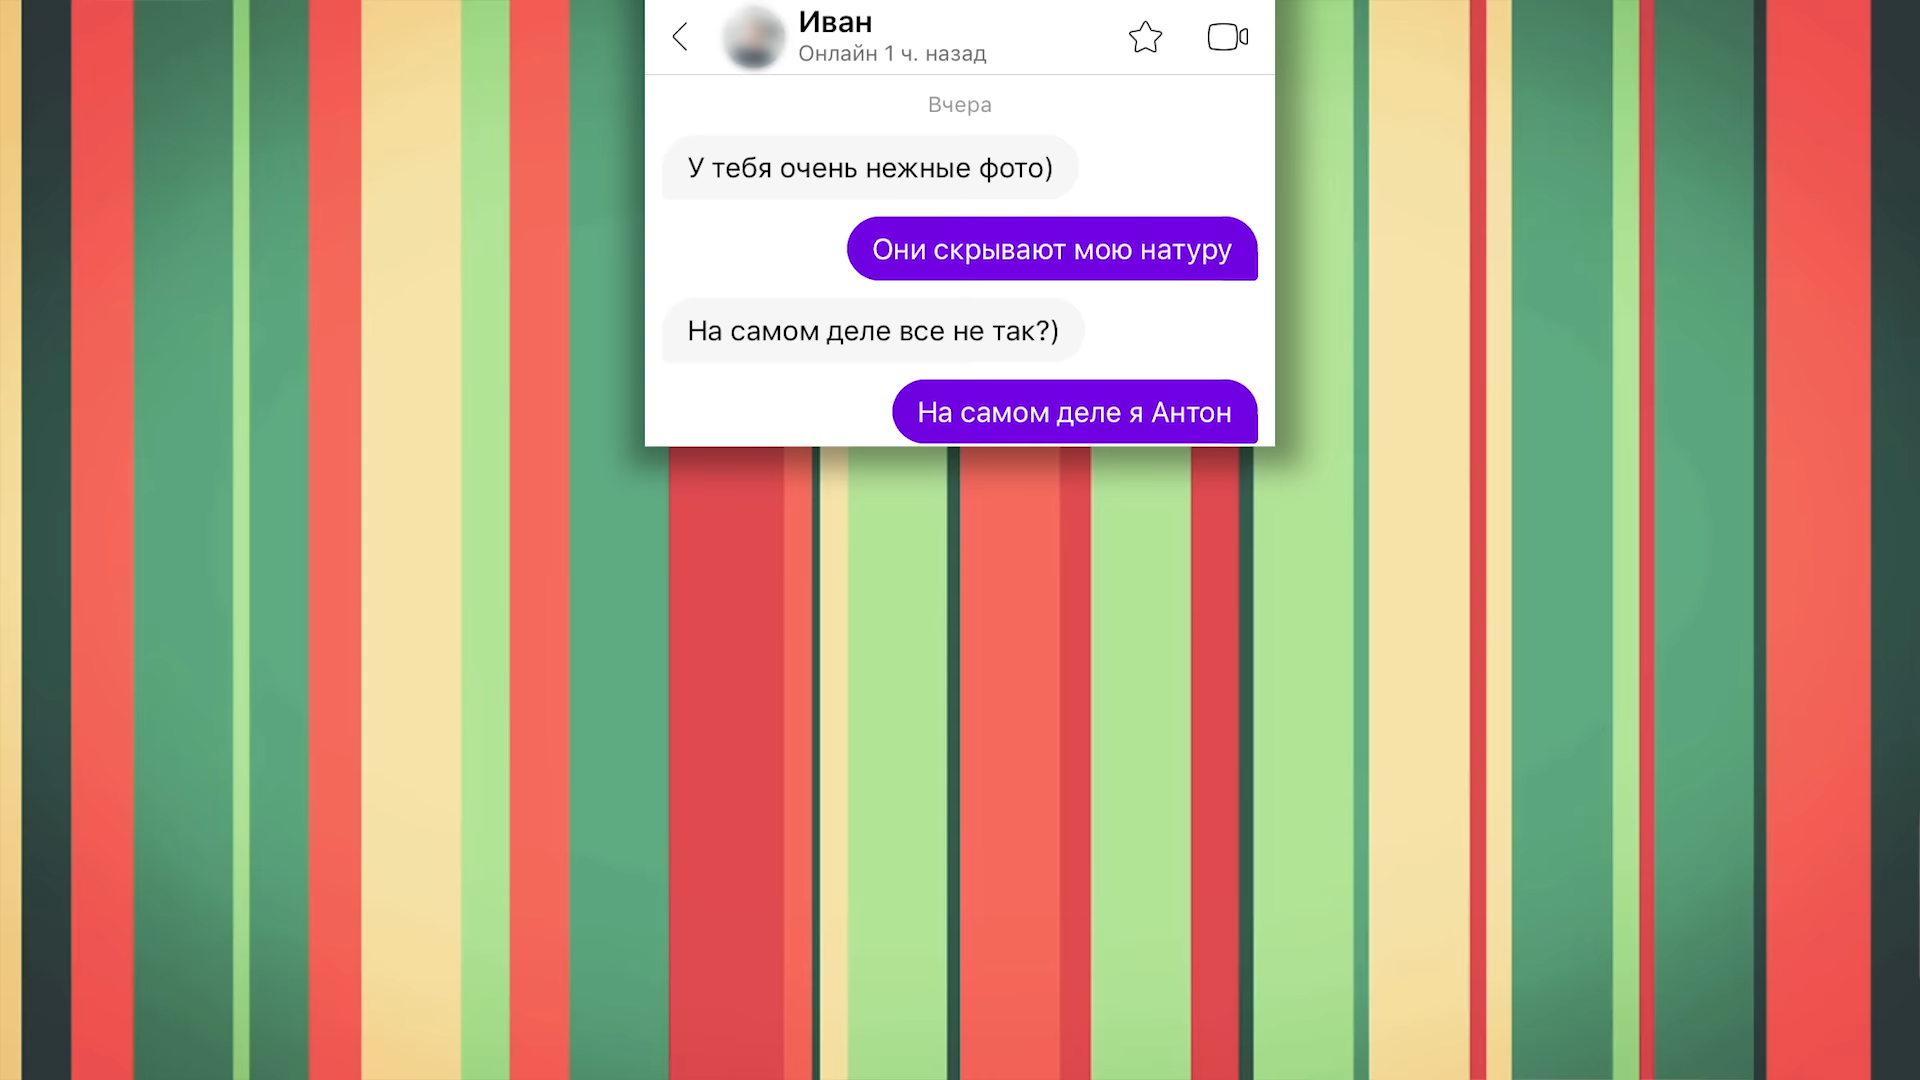 Иван
Онлайн 1 ч. назад
Вчера
У тебя очень нежные фото)
Они скрывают мою натуру
На самом деле все не так?)
На самом деле я Антон